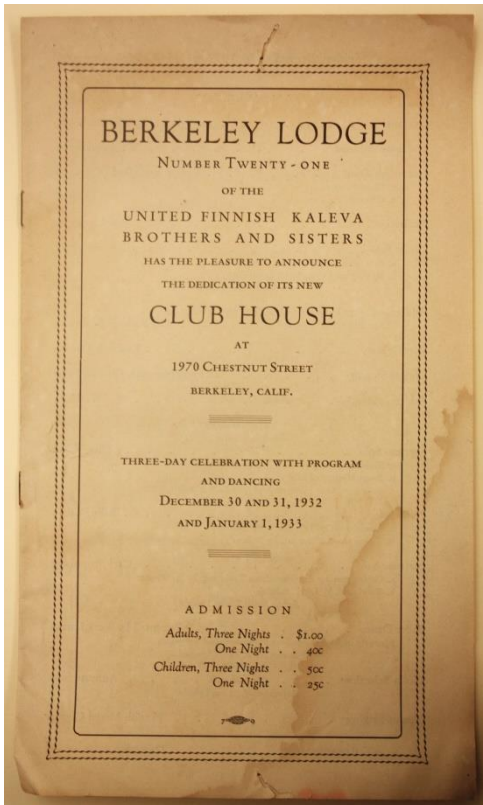 BERKELEY LODGE
NUMBER TWENTY-ONE
OF THE
UNITED FINNISH KALEVA
BROTHERS AND SISTERS
HAS THE PLEASURE TO ANNOUNCE
THE DEDICATION OF ITS NEW
CLUB HOUSE
AT
1970 CHESTNUT STREET
BERKELEY, CALIF.
THREE-DAY CELEBRATION WITH PROGRAM
AND DANCING
DECEMBER 30 AND 31, 1932
AND JANUARY 1, 1933
ADMISSION
Adults, Three Nights . $1.00
One Night . . 40c
Children, Three Nights . . 50c
One Night . . 25c